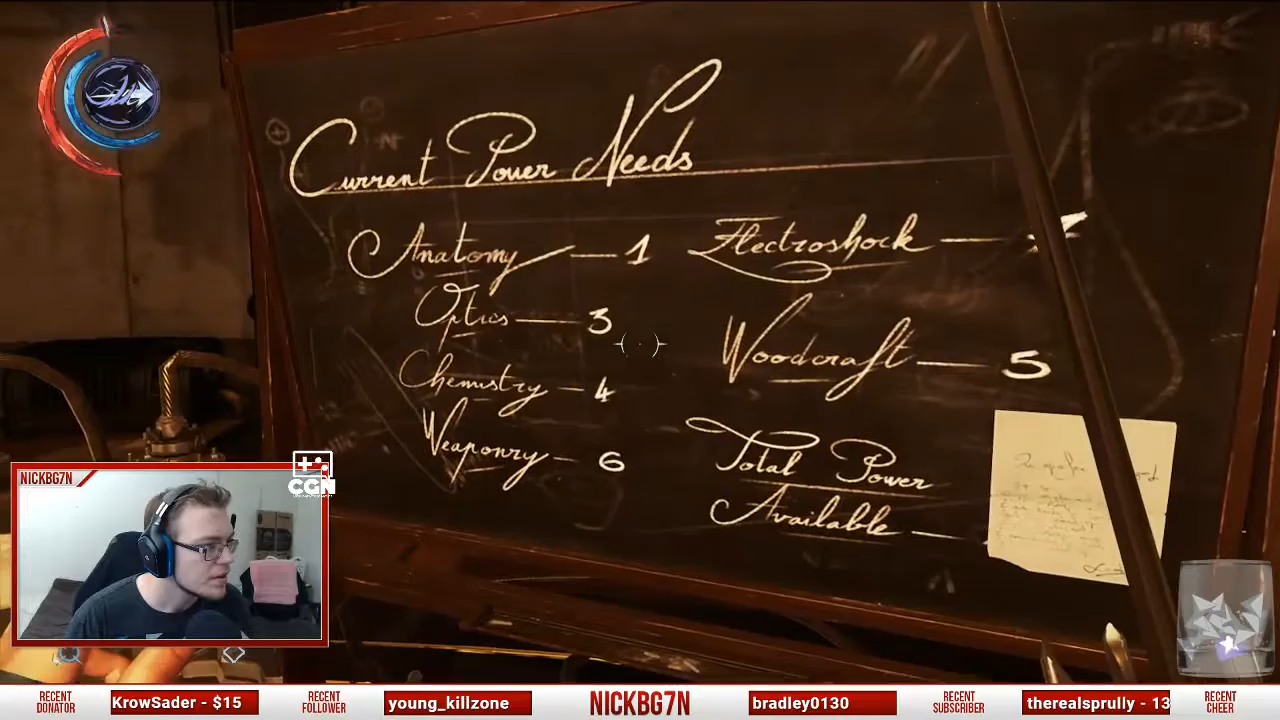 Current Power Needs
Anatomy — 1
Electroshock — 7
Optics — 3
Woodcraft — 5
Chemistry — 4
Weaponry — 6
Total Power
Available —
NICKBG7N
CGN
RECENT DONATOR
KrowSader - $15
RECENT FOLLOWER
young_killzone
NICKBG7N
bradley0130
RECENT SUBSCRIBER
therealsprully - 13
RECENT CHEER